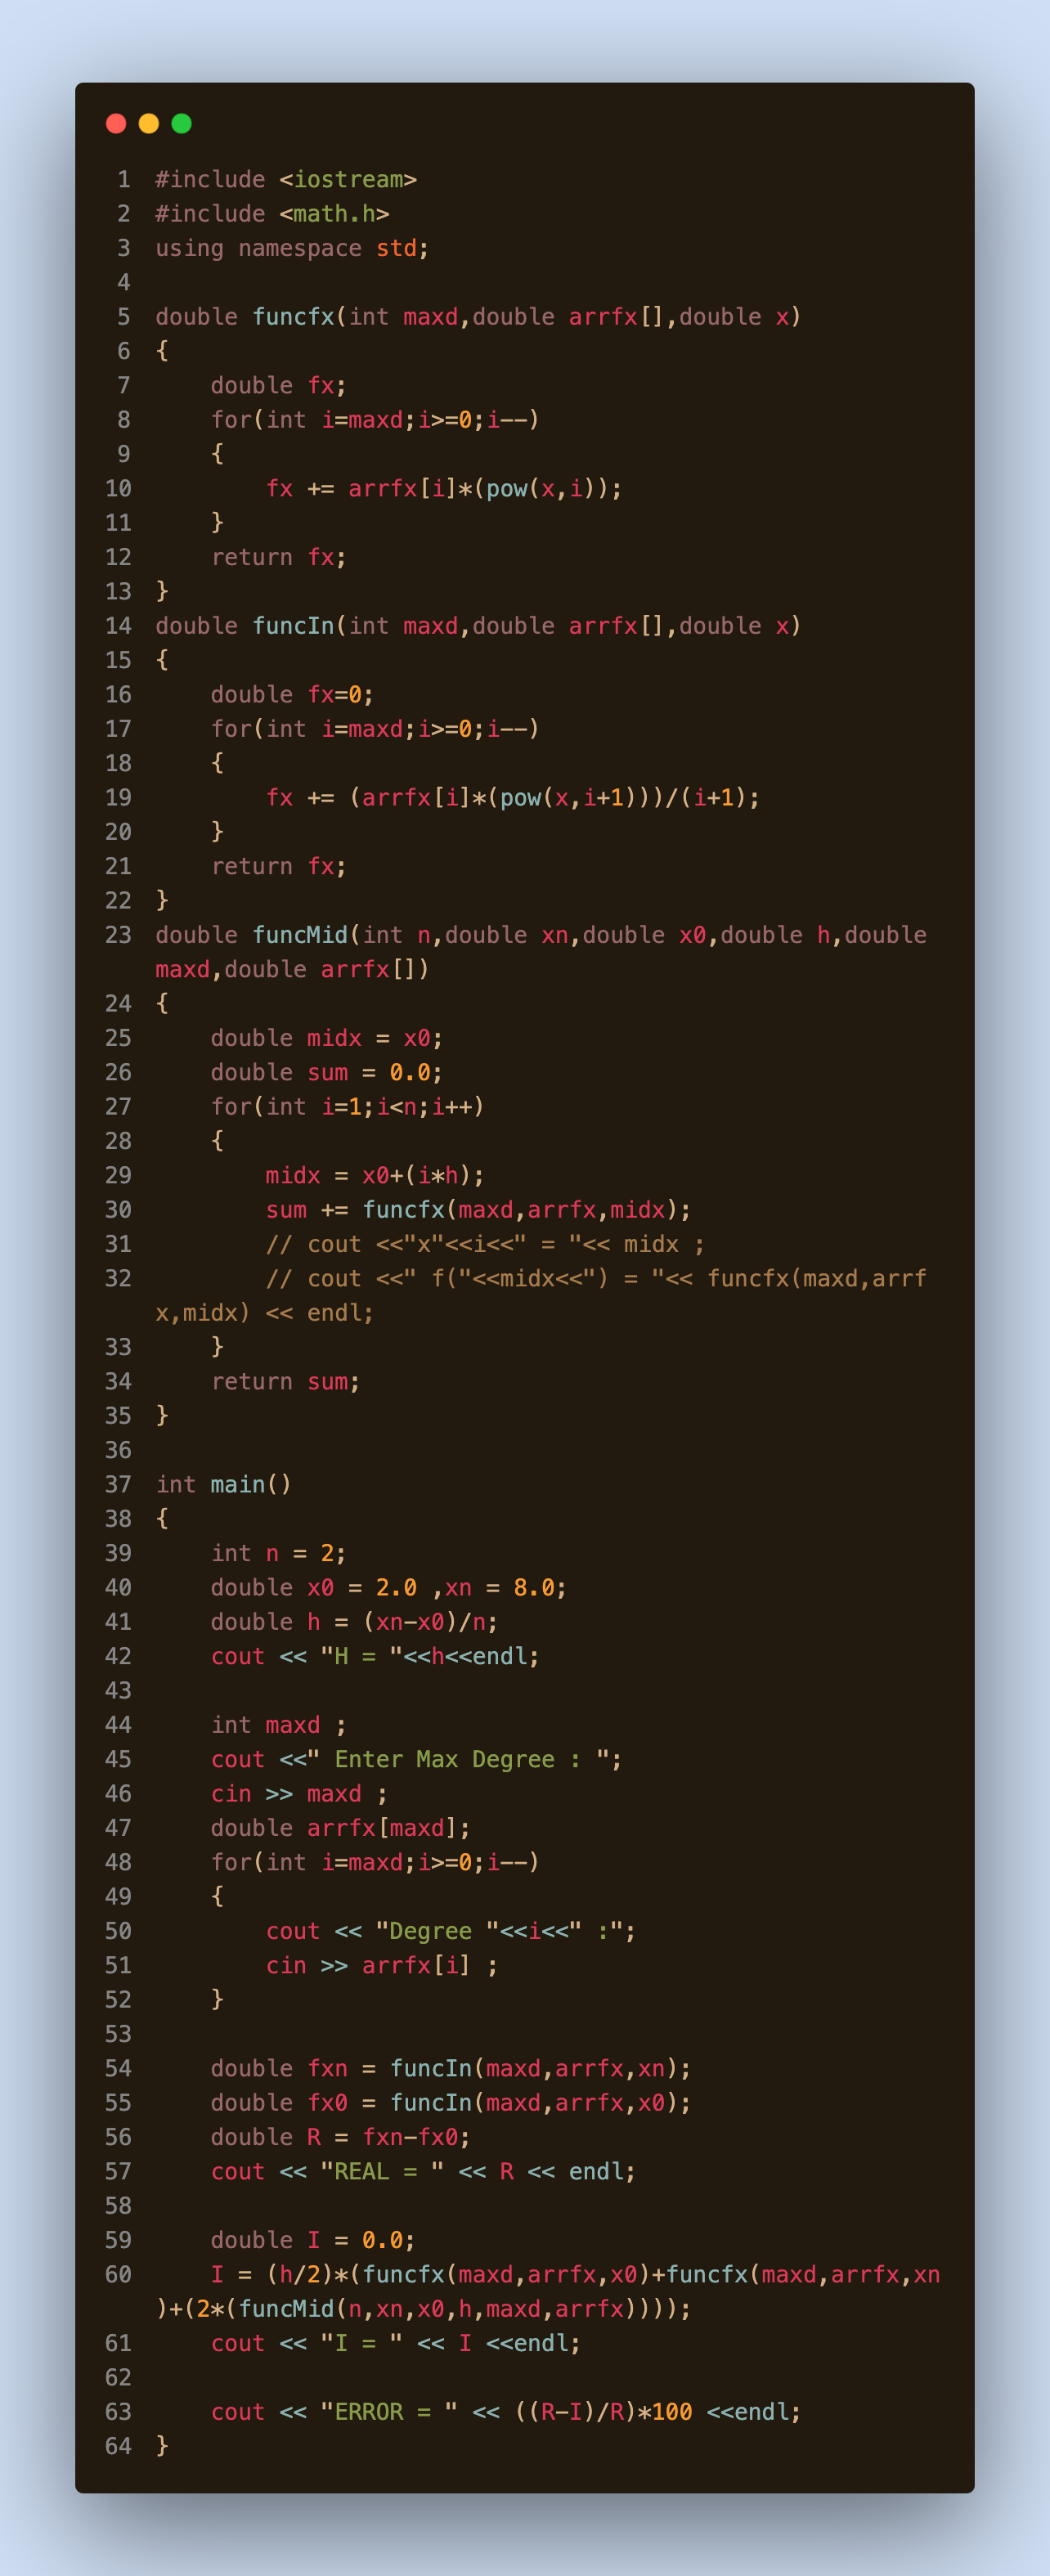 1 #include <iostream>
2 #include <math.h>
3 using namespace std;
4
5 double funcfx(int maxd,double arrfx[],double x)
6 {
7     double fx;
8     for(int i=maxd;i>=0;i--)
9     {
10         fx += arrfx[i]*(pow(x,i));
11     }
12     return fx;
13 }
14 double funcIn(int maxd,double arrfx[],double x)
15 {
16     double fx=0;
17     for(int i=maxd;i>=0;i--)
18     {
19         fx += (arrfx[i]*(pow(x,i+1)))/(i+1);
20     }
21     return fx;
22 }
23 double funcMid(int n,double xn,double x0,double h,double
maxd,double arrfx[])
24 {
25     double midx = x0;
26     double sum = 0.0;
27     for(int i=1;i<n;i++)
28     {
29         midx = x0+(i*h);
30         sum += funcfx(maxd,arrfx,midx);
31         // cout <<"x"<<i<<" = "<< midx ;
32         // cout <<" f("<<midx<<") = "<< funcfx(maxd,arrf
x,midx) << endl;
33     }
34     return sum;
35 }
36
37 int main()
38 {
39     int n = 2;
40     double x0 = 2.0 ,xn = 8.0;
41     double h = (xn-x0)/n;
42     cout << "H = "<<h<<endl;
43
44     int maxd ;
45     cout <<" Enter Max Degree : ";
46     cin >> maxd ;
47     double arrfx[maxd];
48     for(int i=maxd;i>=0;i--)
49     {
50         cout << "Degree "<<i<<" :";
51         cin >> arrfx[i] ;
52     }
53
54     double fxn = funcIn(maxd,arrfx,xn);
55     double fx0 = funcIn(maxd,arrfx,x0);
56     double R = fxn-fx0;
57     cout << "REAL = " << R << endl;
58
59     double I = 0.0;
60     I = (h/2)*(funcfx(maxd,arrfx,x0)+funcfx(maxd,arrfx,xn
)+(2*(funcMid(n,xn,x0,h,maxd,arrfx))));
61     cout << "I = " << I <<endl;
62
63     cout << "ERROR = " << ((R-I)/R)*100 <<endl;
64 }